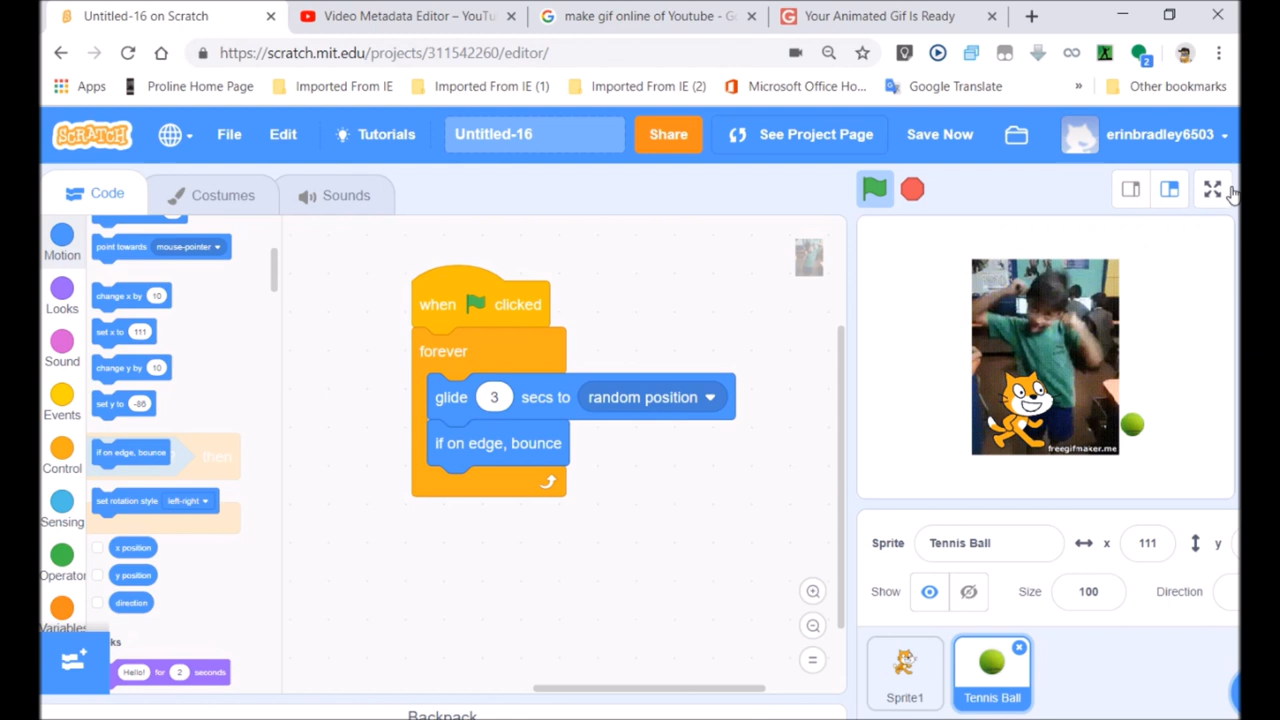 Untitled-16 on Scratch
Video Metadata Editor – YouTu
make gif online of Youtube - G
Your Animated Gif Is Ready
https://scratch.mit.edu/projects/311542260/editor/
2
Apps
Proline Home Page
Imported From IE
Imported From IE (1)
Imported From IE (2)
Microsoft Office Ho...
Google Translate
»
Other bookmarks
SCRATCH
File
Edit
Tutorials
Untitled-16
Share
See Project Page
Save Now
erinbradley6503
Code
Costumes
Sounds
Motion
Looks
Sound
Events
Control
Sensing
Operator
Variables
point towards mouse-pointer
change x by 10
set x to 111
change y by 10
set y to -86
if on edge, bounce
then
set rotation style left-right
x position
y position
direction
ks
Hello! for 2 seconds
when clicked
forever
glide 3 secs to random position
if on edge, bounce
freegifmaker.me
Sprite Tennis Ball x 111 y
Show Size 100 Direction
Sprite1
Tennis Ball
Backpack